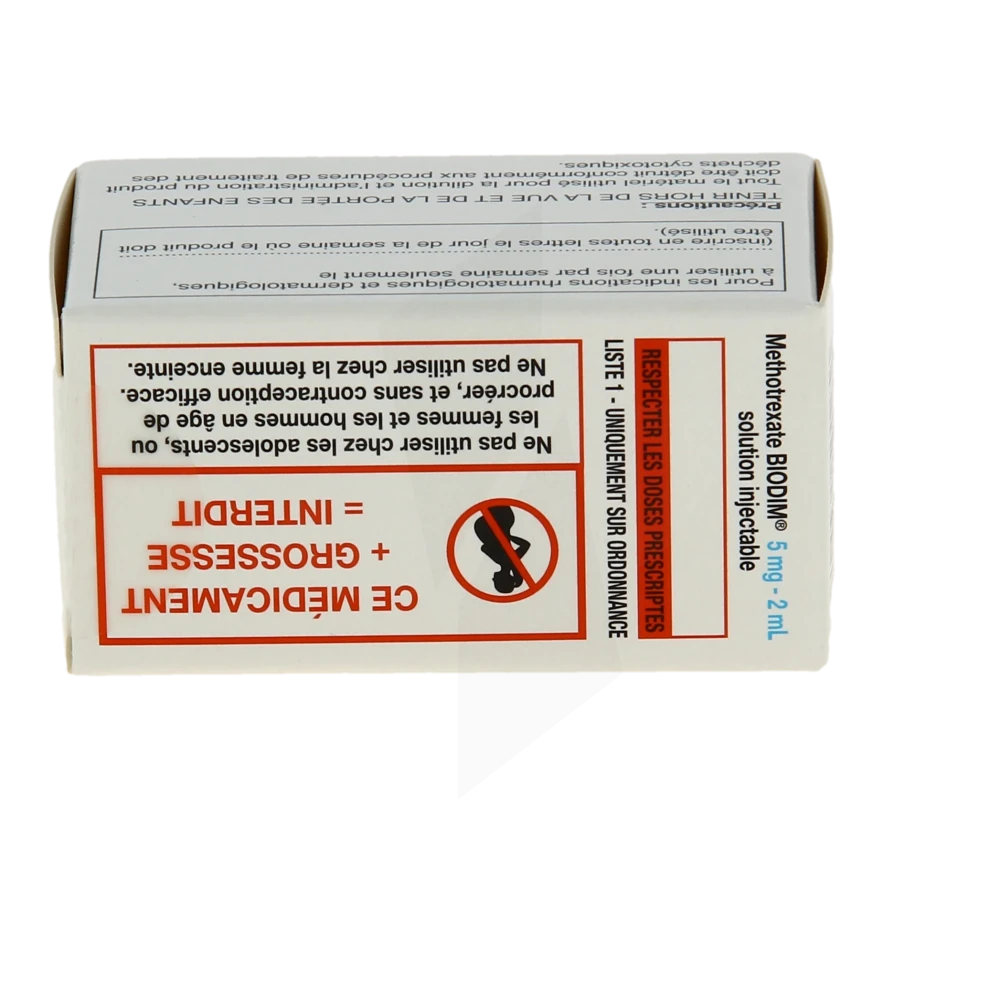 Methotrexate BIODIM® 5 mg - 2 mL
solution injectable
RESPECTER LES DOSES PRESCRIPTES
LISTE 1 - UNIQUEMENT SUR ORDONNANCE
CE MÉDICAMENT
+ GROSSESSE
= INTERDIT
Ne pas utiliser chez les adolescents, ou
les femmes et les hommes en âge de
procréer, et sans contraception efficace.
Ne pas utiliser chez la femme enceinte.
Pour les indications rhumatologiques et dermatologiques,
à utiliser une fois par semaine seulement le
(inscrire en toutes lettres le jour de la semaine où le produit doit
être utilisé).
Précautions :
TENIR HORS DE LA VUE ET DE LA PORTÉE DES ENFANTS
Tout le matériel utilisé pour la dilution et l'administration du produit
doit être détruit conformément aux procédures de traitement des
déchets cytotoxiques.